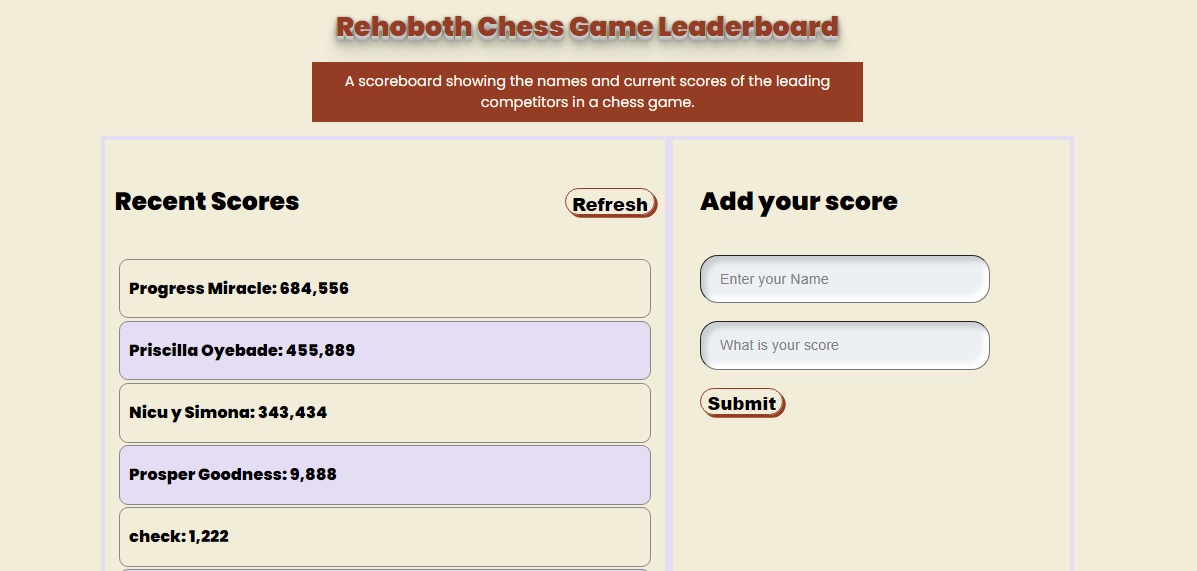 Rehoboth Chess Game Leaderboard
A scoreboard showing the names and current scores of the leading
competitors in a chess game.
Recent Scores
Refresh
Progress Miracle: 684,556
Priscilla Oyebade: 455,889
Nicu y Simona: 343,434
Prosper Goodness: 9,888
check: 1,222
Add your score
Enter your Name
What is your score
Submit